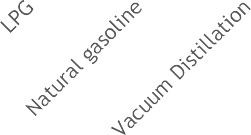 LPG
Natural gasoline
Vacuum Distillation